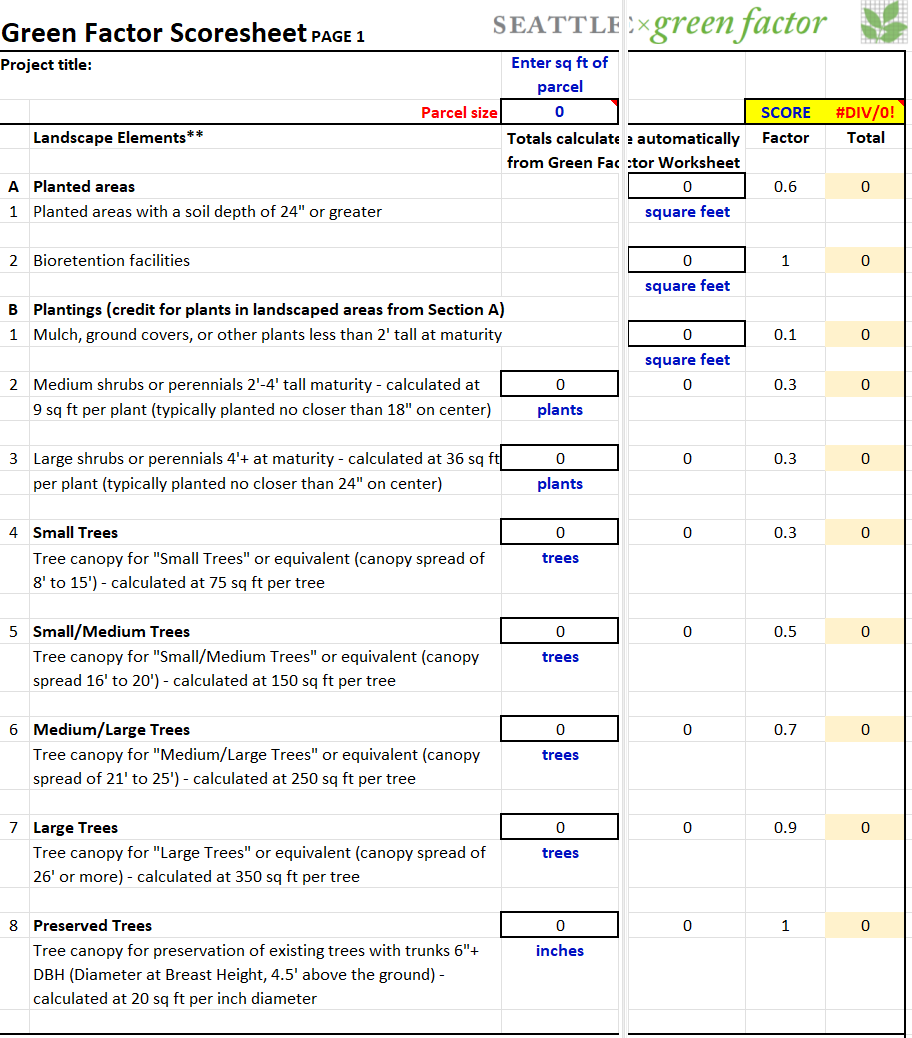 Green Factor Scoresheet PAGE 1 SEATTLE×green factor
Project title: Enter sq ft of
parcel
Parcel size 0 SCORE #DIV/0!
Landscape Elements** Totals calculate e automatically Factor Total
from Green Fac ctor Worksheet
A Planted areas 0 0.6 0
1 Planted areas with a soil depth of 24" or greater square feet
2 Bioretention facilities 0 1 0
square feet
B Plantings (credit for plants in landscaped areas from Section A)
1 Mulch, ground covers, or other plants less than 2' tall at maturity 0 0.1 0
square feet
2 Medium shrubs or perennials 2'-4' tall maturity - calculated at 0 0 0.3 0
9 sq ft per plant (typically planted no closer than 18" on center) plants
3 Large shrubs or perennials 4'+ at maturity - calculated at 36 sq ft 0 0 0.3 0
per plant (typically planted no closer than 24" on center) plants
4 Small Trees 0 0 0.3 0
Tree canopy for "Small Trees" or equivalent (canopy spread of trees
8' to 15') - calculated at 75 sq ft per tree
5 Small/Medium Trees 0 0 0.5 0
Tree canopy for "Small/Medium Trees" or equivalent (canopy trees
spread 16' to 20') - calculated at 150 sq ft per tree
6 Medium/Large Trees 0 0 0.7 0
Tree canopy for "Medium/Large Trees" or equivalent (canopy trees
spread of 21' to 25') - calculated at 250 sq ft per tree
7 Large Trees 0 0 0.9 0
Tree canopy for "Large Trees" or equivalent (canopy spread of trees
26' or more) - calculated at 350 sq ft per tree
8 Preserved Trees 0 0 1 0
Tree canopy for preservation of existing trees with trunks 6"+ inches
DBH (Diameter at Breast Height, 4.5' above the ground) -
calculated at 20 sq ft per inch diameter